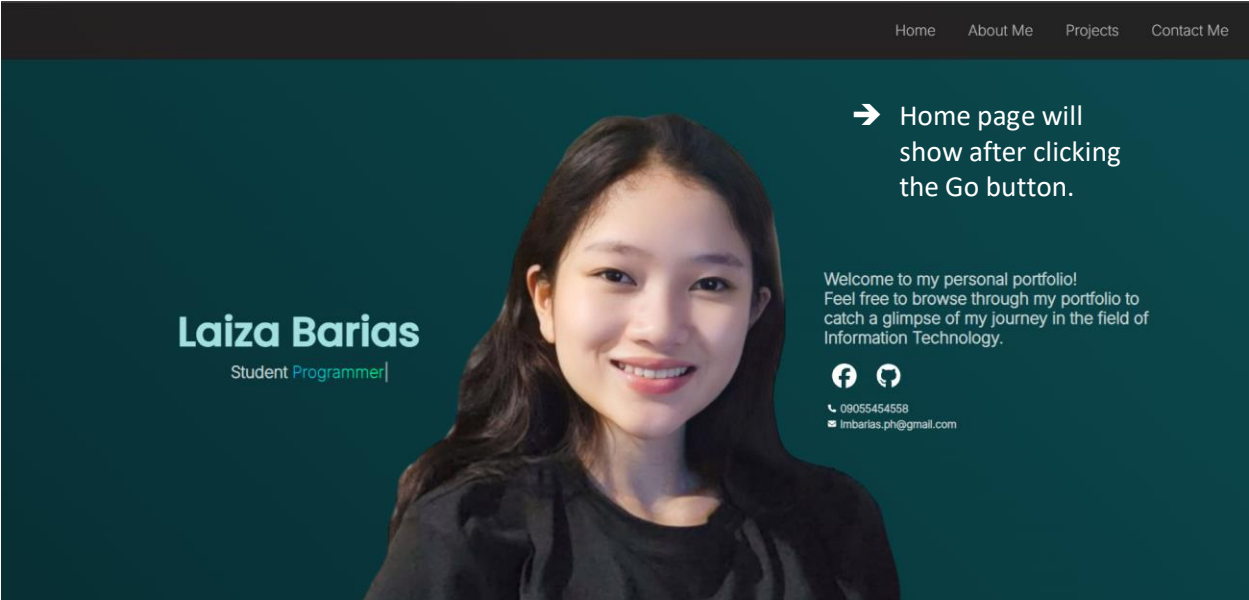 Home About Me Projects Contact Me
➔ Home page will
show after clicking
the Go button.
Laiza Barias
Student Programmer|
Welcome to my personal portfolio!
Feel free to browse through my portfolio to
catch a glimpse of my journey in the field of
Information Technology.
09055454558
lmbarias.ph@gmail.com